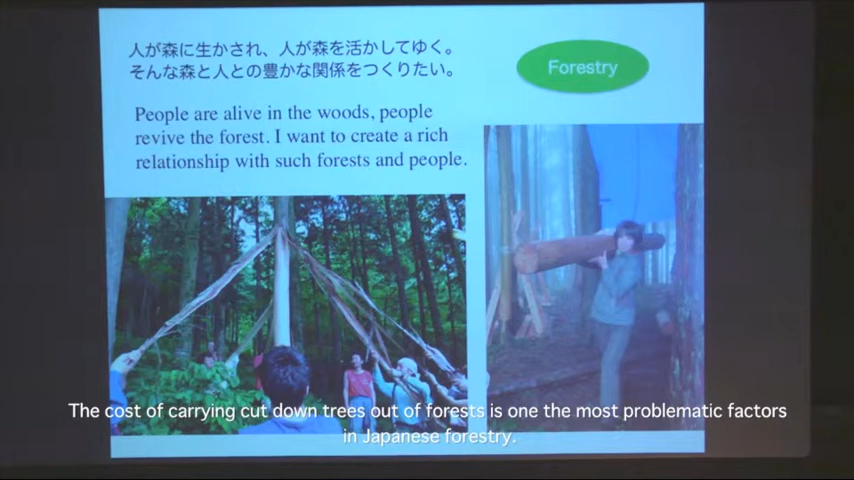 人が森に生かされ、人が森を活かしてゆく。
そんな森と人との豊かな関係をつくりたい。
Forestry
People are alive in the woods, people
revive the forest. I want to create a rich
relationship with such forests and people.
The cost of carrying cut down trees out of forests is one the most problematic factors
in Japanese forestry.